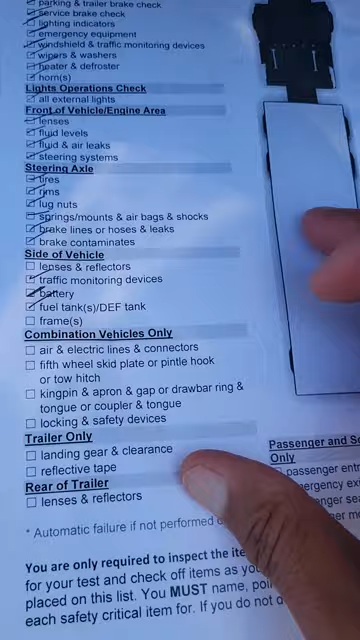 parking & trailer brake check
service brake check
lighting indicators
emergency equipment
windshield & traffic monitoring devices
wipers & washers
heater & defroster
horn(s)
Lights Operations Check
all external lights
Front of Vehicle/Engine Area
lenses
fluid levels
fluid & air leaks
steering systems
Steering Axle
tires
rims
lug nuts
springs/mounts & air bags & shocks
brake lines or hoses & leaks
brake contaminates
Side of Vehicle
lenses & reflectors
traffic monitoring devices
battery
fuel tank(s)/DEF tank
frame(s)
Combination Vehicles Only
air & electric lines & connectors
fifth wheel skid plate or pintle hook
or tow hitch
kingpin & apron & gap or drawbar ring &
tongue or coupler & tongue
locking & safety devices
Trailer Only
landing gear & clearance
reflective tape
Rear of Trailer
lenses & reflectors
* Automatic failure if not performed
You are only required to inspect the
for your test and check off items as
placed on this list. You MUST name,
each safety critical item for. If you do
Passenger and
Only
passenger